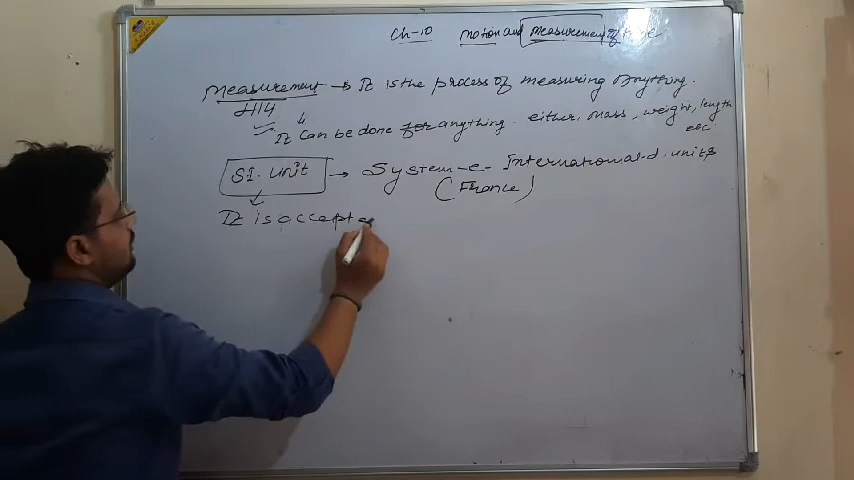 Ch-10 motion and measurement of
measurement → It is the process of measuring anything.
It can be done for anything. either, mass, weight, length
etc.
SI. unit → System-e-International-d. units
(France)
It is accepte